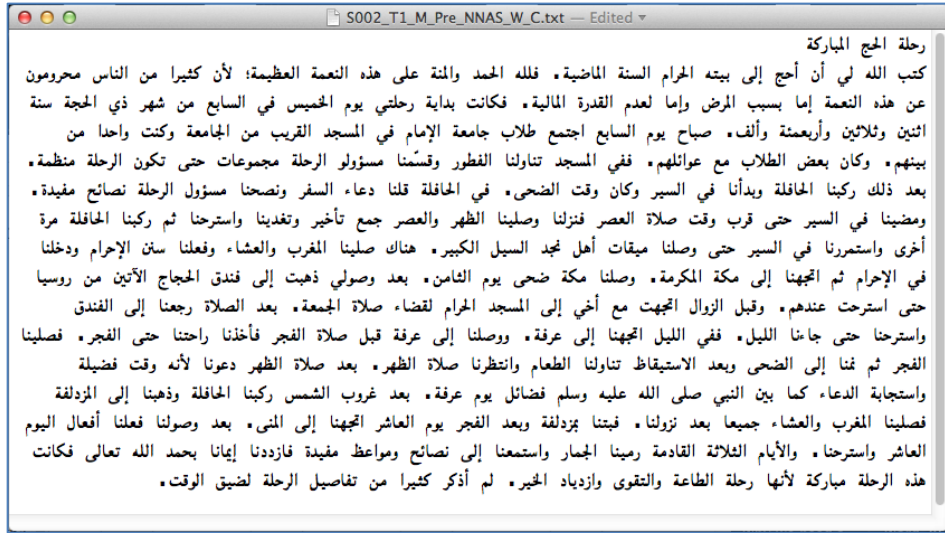 S002_T1_M_Pre_NNAS_W_C.txt — Edited
رحلة الحج المباركة
كتب الله لي أن أحج إلى بيته الحرام السنة الماضية. فلله الحمد والمنة على هذه النعمة العظيمة؛ لأن كثيرا من الناس محرومون
عن هذه النعمة إما بسبب المرض وإما لعدم القدرة المالية. فكانت بداية رحلتي يوم الخميس في السابع من شهر ذي الحجة سنة
اثنين وثلاثين وأربعمئة وألف. صباح يوم السابع اجتمع طلاب جامعة الإمام في المسجد القريب من الجامعة وكنت واحدا من
بينهم. وكان بعض الطلاب مع عوائلهم. ففي المسجد تناولنا الفطور وقسّمنا مسؤولو الرحلة مجموعات حتى تكون الرحلة منظمة.
بعد ذلك ركبنا الحافلة وبدأنا في السير وكان وقت الضحى. في الحافلة قلنا دعاء السفر ونصحنا مسؤول الرحلة نصائح مفيدة.
ومضينا في السير حتى قرب وقت صلاة العصر فنزلنا وصلينا الظهر والعصر جمع تأخير وتغدينا واسترحنا ثم ركبنا الحافلة مرة
أخرى واستمررنا في السير حتى وصلنا ميقات أهل نجد السيل الكبير. هناك صلينا المغرب والعشاء وفعلنا سنن الإحرام ودخلنا
في الإحرام ثم اتجهنا إلى مكة المكرمة. وصلنا مكة ضحى يوم الثامن. بعد وصولي ذهبت إلى فندق الحجاج الآتين من روسيا
حتى استرحت عندهم. وقبل الزوال اتجهت مع أخي إلى المسجد الحرام لقضاء صلاة الجمعة. بعد الصلاة رجعنا إلى الفندق
واسترحنا حتى جاءنا الليل. ففي الليل اتجهنا إلى عرفة. ووصلنا إلى عرفة قبل صلاة الفجر فأخذنا راحتنا حتى الفجر. فصلينا
الفجر ثم نمنا إلى الضحى وبعد الاستيقاظ تناولنا الطعام وانتظرنا صلاة الظهر. بعد صلاة الظهر دعونا لأنه وقت فضيلة
واستجابة الدعاء كما بين النبي صلى الله عليه وسلم فضائل يوم عرفة. بعد غروب الشمس ركبنا الحافلة وذهبنا إلى المزدلفة
فصلينا المغرب والعشاء جميعا بعد نزولنا. فبتنا بمزدلفة وبعد الفجر يوم العاشر اتجهنا إلى المنى. بعد وصولنا فعلنا أفعال اليوم
العاشر واسترحنا. والأيام الثلاثة القادمة رمينا الجمار واستمعنا إلى نصائح ومواعظ مفيدة فازددنا إيمانا بحمد الله تعالى فكانت
هذه الرحلة مباركة لأنها رحلة الطاعة والتقوى وازدياد الخير. لم أذكر كثيرا من تفاصيل الرحلة لضيق الوقت.